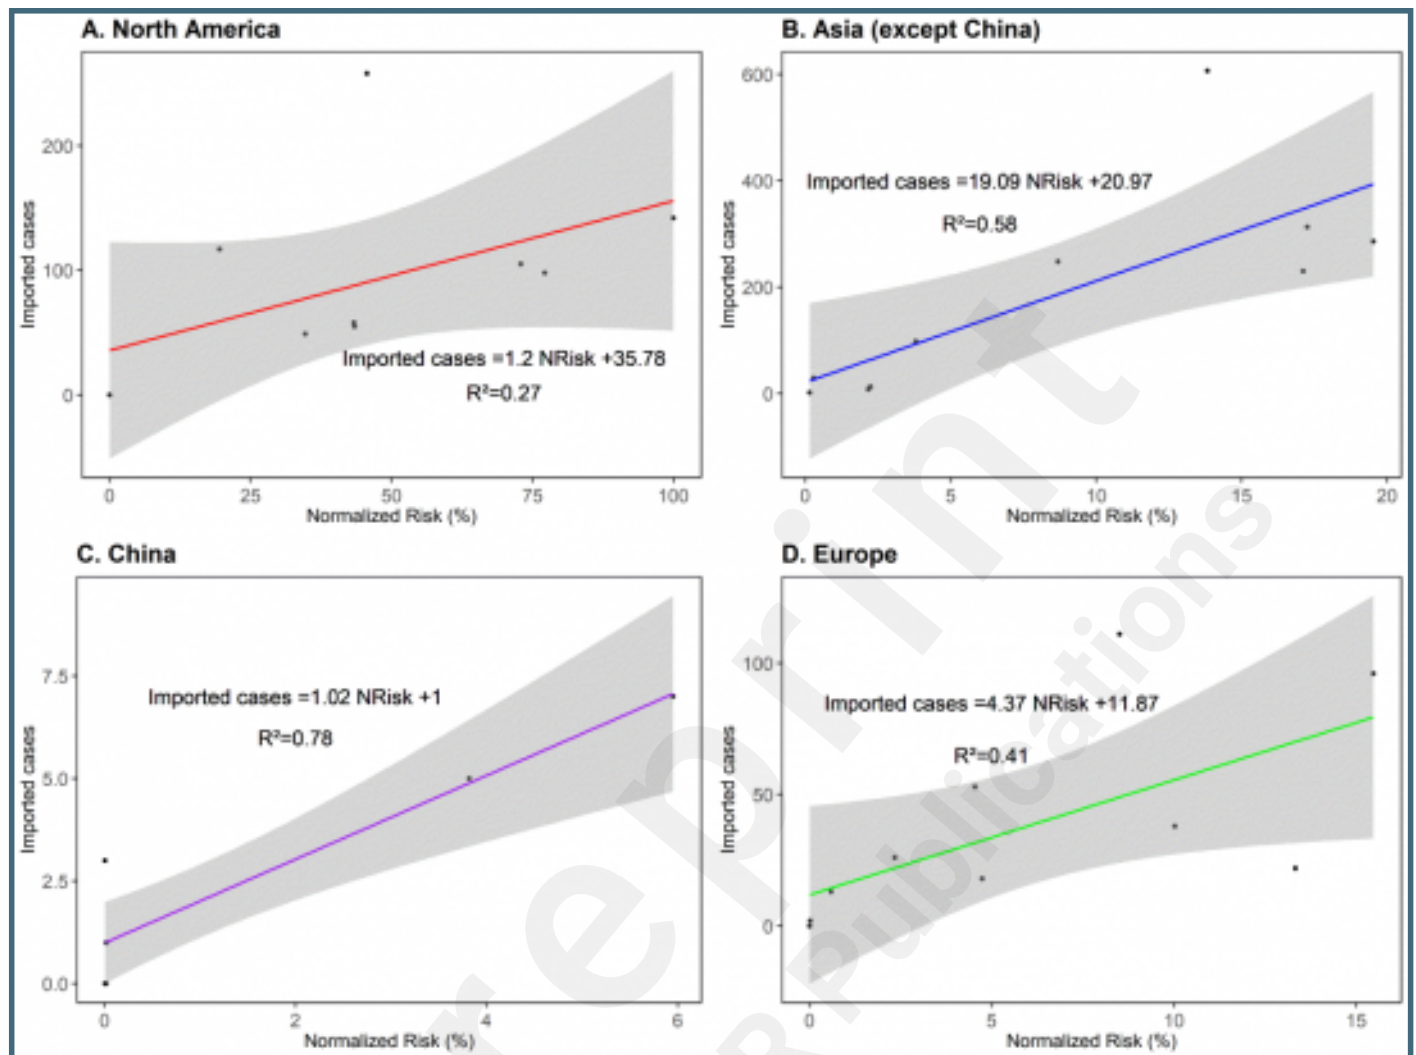 A. North America
Imported cases
200
100
0
Imported cases =1.2 NRisk +35.78
R²=0.27
0 25 50 75 100
Normalized Risk (%)
B. Asia (except China)
Imported cases
600
400
200
0
Imported cases =19.09 NRisk +20.97
R²=0.58
0 5 10 15 20
Normalized Risk (%)
C. China
Imported cases
7.5
5.0
2.5
0.0
Imported cases =1.02 NRisk +1
R²=0.78
0 2 4 6
Normalized Risk (%)
D. Europe
Imported cases
100
50
0
Imported cases =4.37 NRisk +11.87
R²=0.41
0 5 10 15
Normalized Risk (%)
reprint
R Publications